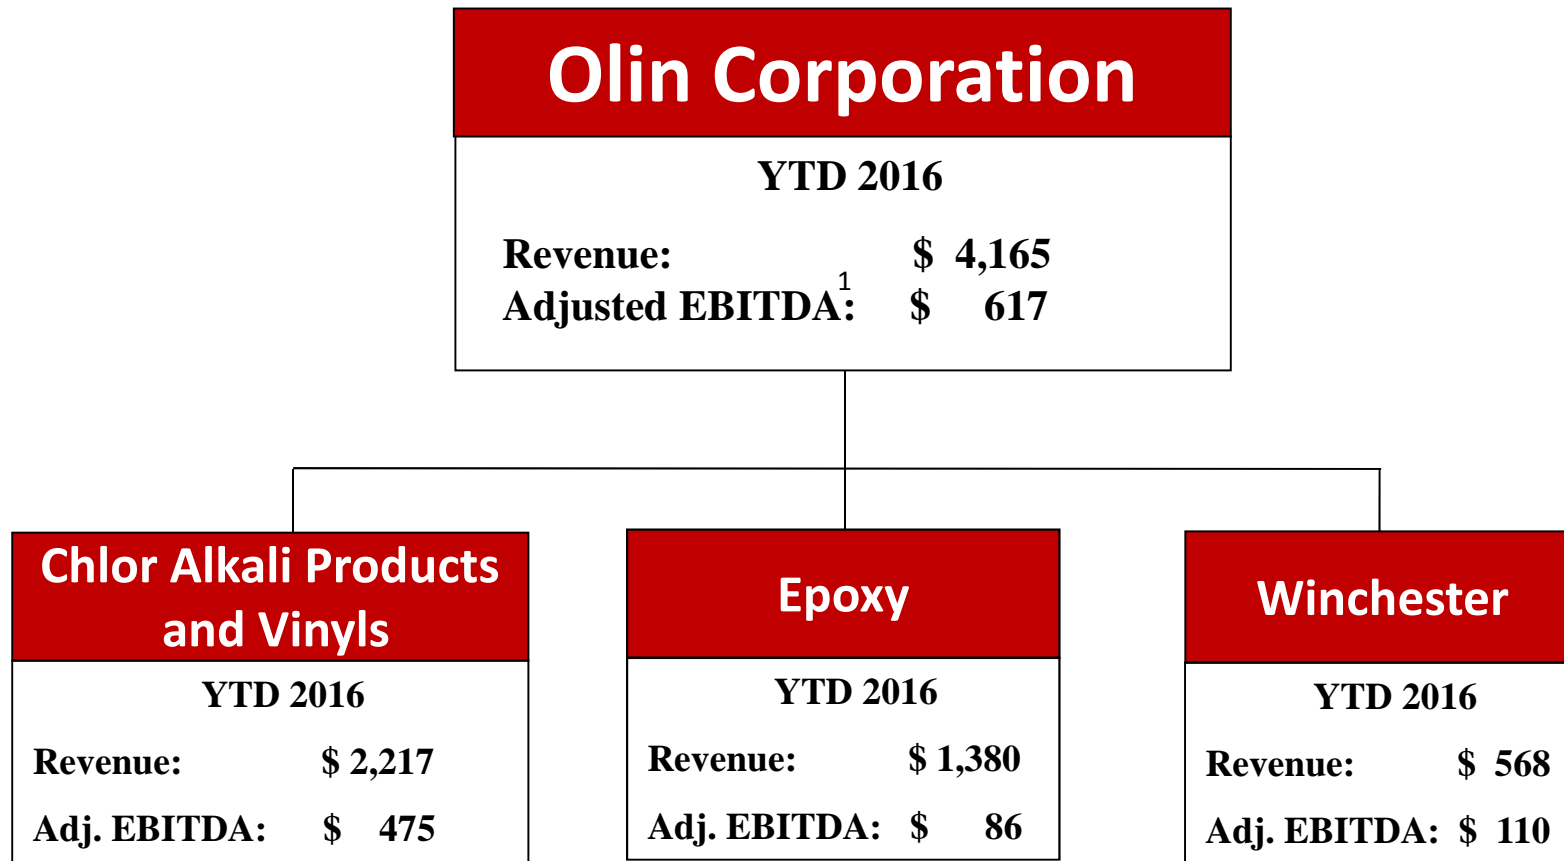 Olin Corporation
YTD 2016
Revenue: $ 4,165
Adjusted EBITDA1: $ 617
Chlor Alkali Products
and Vinyls
YTD 2016
Revenue: $ 2,217
Adj. EBITDA: $ 475
Epoxy
YTD 2016
Revenue: $ 1,380
Adj. EBITDA: $ 86
Winchester
YTD 2016
Revenue: $ 568
Adj. EBITDA: $ 110